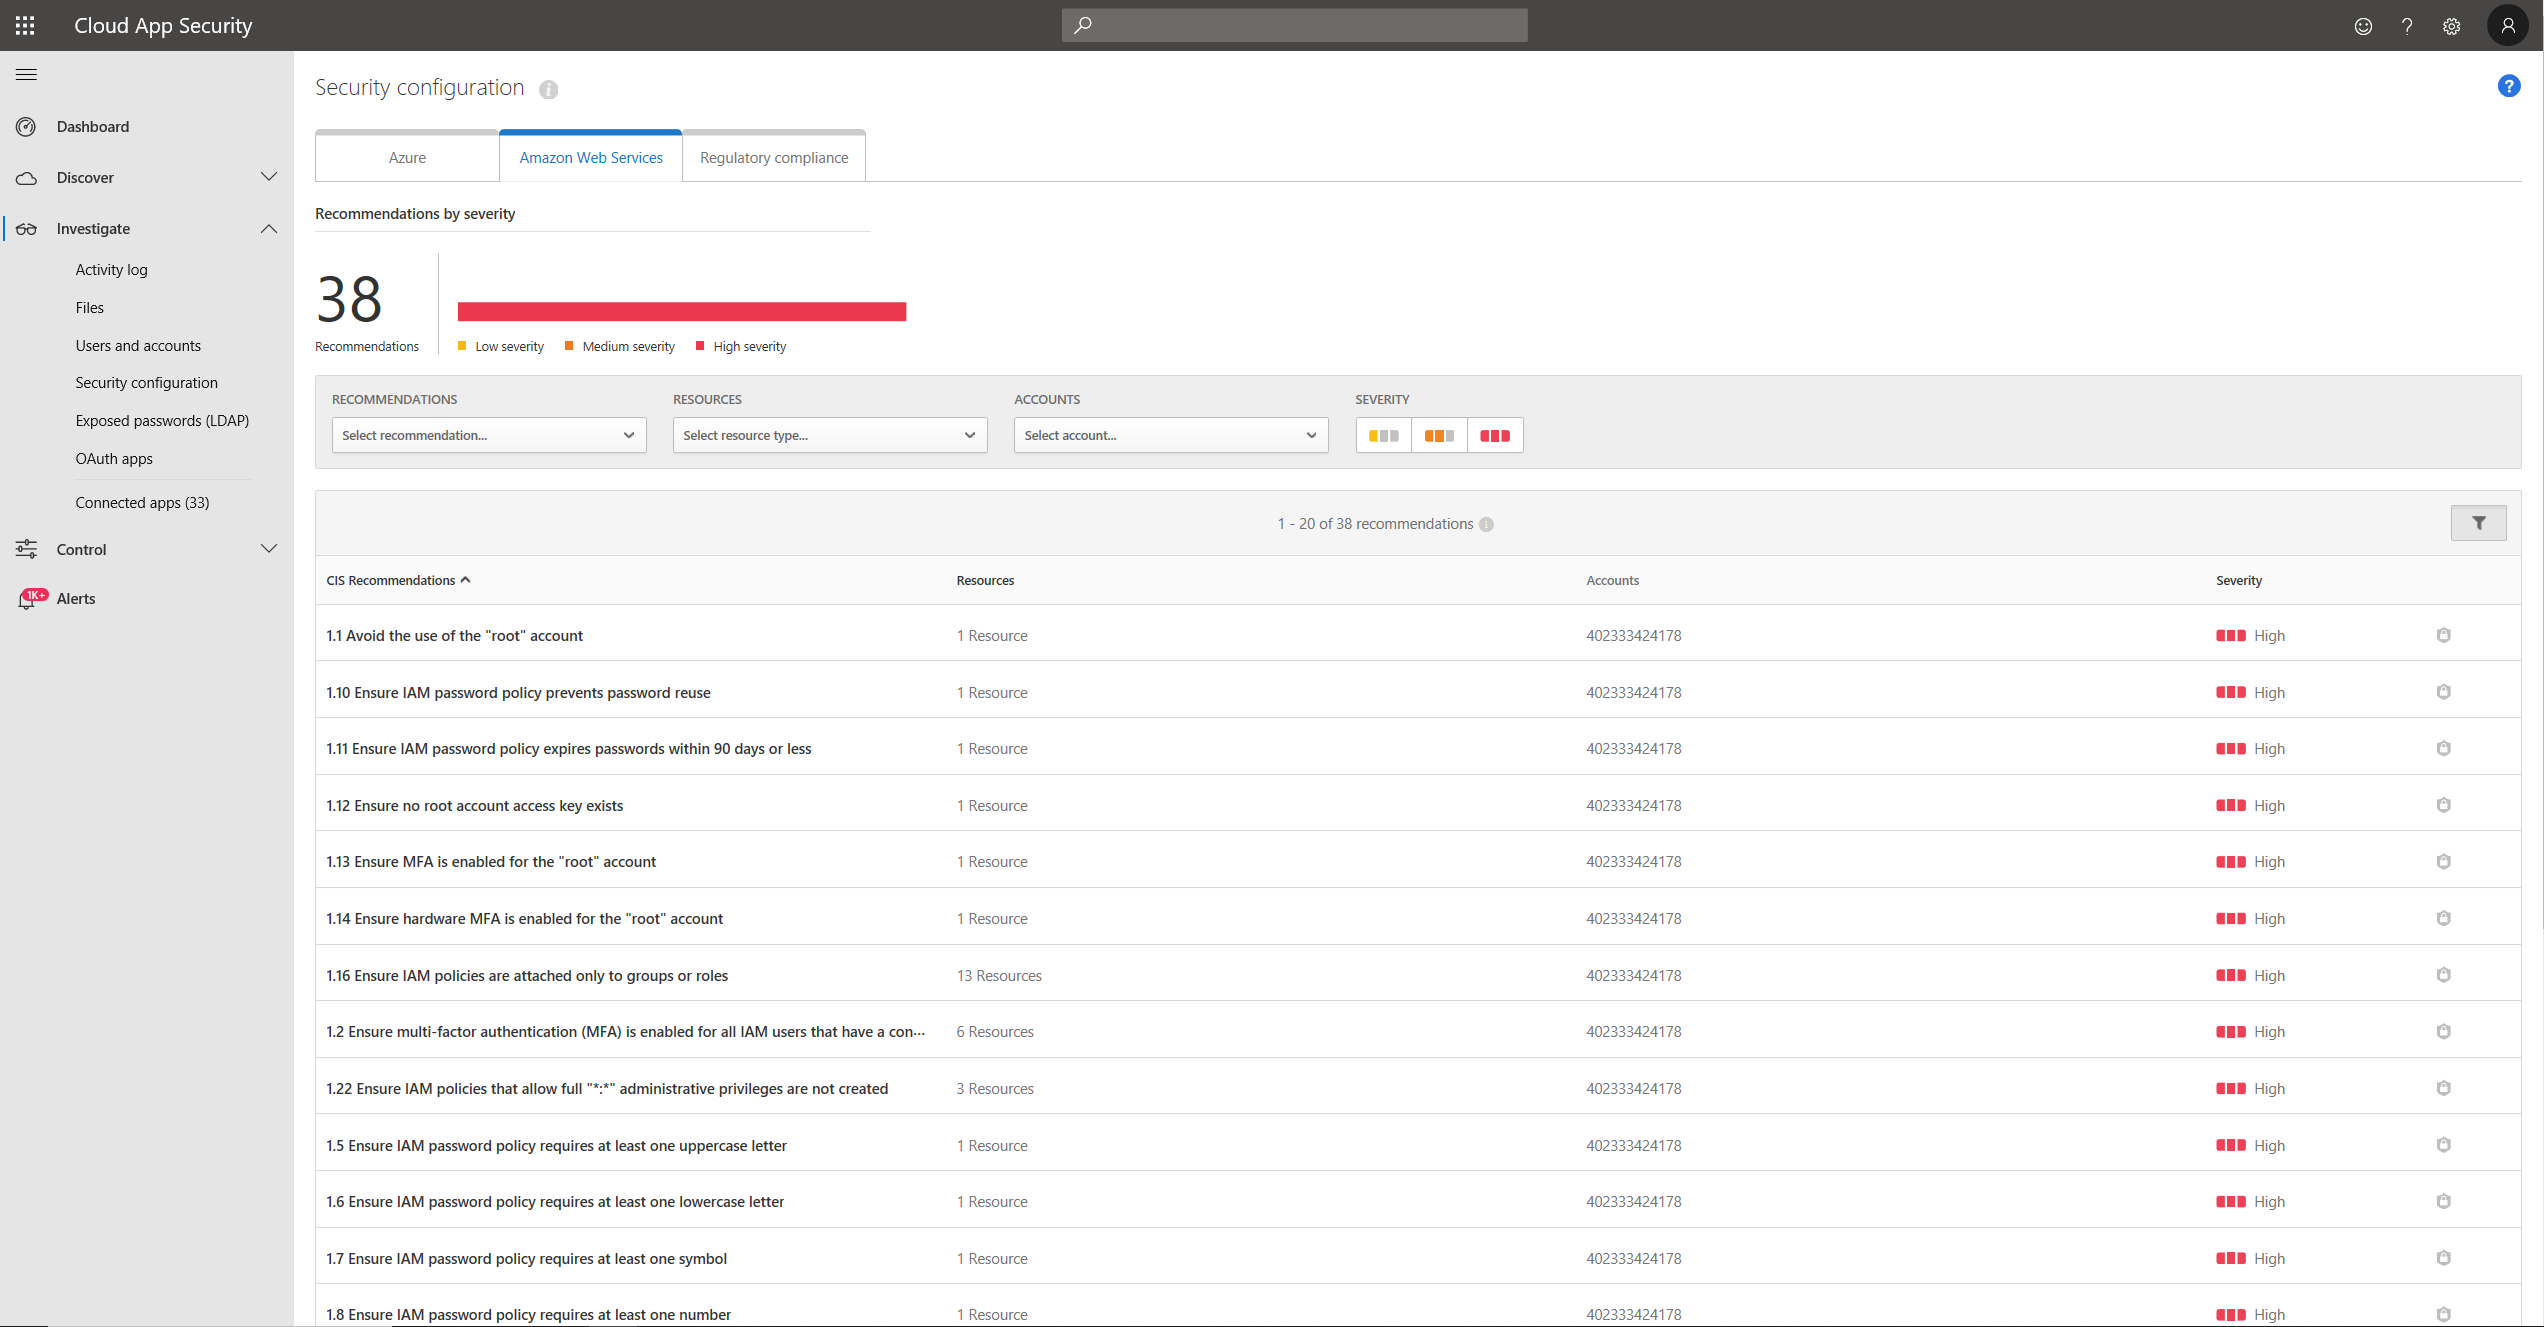 Cloud App Security
Dashboard
Discover
Investigate
Activity log
Files
Users and accounts
Security configuration
Exposed passwords (LDAP)
OAuth apps
Connected apps (33)
Control
1K+
Alerts
Security configuration
Azure
Amazon Web Services
Regulatory compliance
Recommendations by severity
38
Recommendations
Low severity Medium severity High severity
RECOMMENDATIONS RESOURCES ACCOUNTS SEVERITY
Select recommendation... Select resource type... Select account...
1 - 20 of 38 recommendations
CIS Recommendations Resources Accounts Severity
1.1 Avoid the use of the "root" account 1 Resource 402333424178 High
1.10 Ensure IAM password policy prevents password reuse 1 Resource 402333424178 High
1.11 Ensure IAM password policy expires passwords within 90 days or less 1 Resource 402333424178 High
1.12 Ensure no root account access key exists 1 Resource 402333424178 High
1.13 Ensure MFA is enabled for the "root" account 1 Resource 402333424178 High
1.14 Ensure hardware MFA is enabled for the "root" account 1 Resource 402333424178 High
1.16 Ensure IAM policies are attached only to groups or roles 13 Resources 402333424178 High
1.2 Ensure multi-factor authentication (MFA) is enabled for all IAM users that have a con... 6 Resources 402333424178 High
1.22 Ensure IAM policies that allow full "*:*" administrative privileges are not created 3 Resources 402333424178 High
1.5 Ensure IAM password policy requires at least one uppercase letter 1 Resource 402333424178 High
1.6 Ensure IAM password policy requires at least one lowercase letter 1 Resource 402333424178 High
1.7 Ensure IAM password policy requires at least one symbol 1 Resource 402333424178 High
1.8 Ensure IAM password policy requires at least one number 1 Resource 402333424178 High